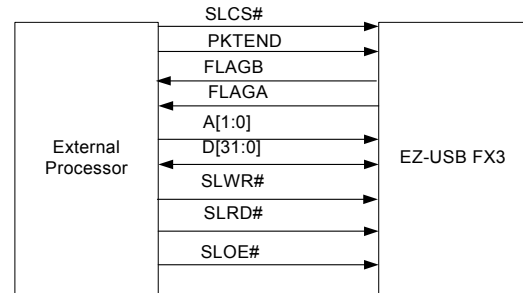 SLCS#
PKTEND
FLAGB
FLAGA
A[1:0]
D[31:0]
External
Processor
EZ-USB FX3
SLWR#
SLRD#
SLOE#